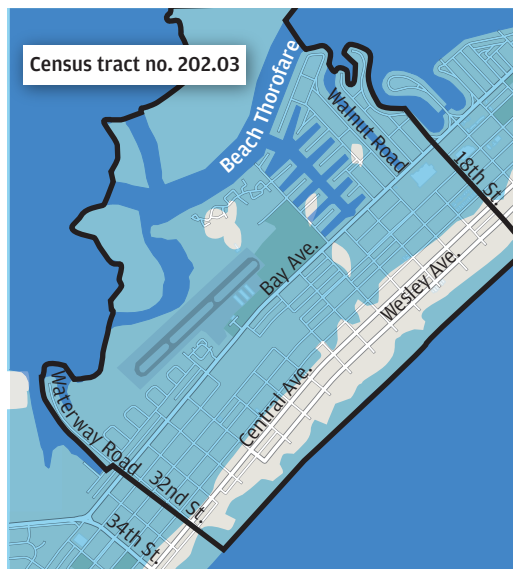 Census tract no. 202.03
Beach Thorofare
Walnut Road
18th St.
Bay Ave.
Wesley Ave.
Central Ave.
Waterway Road
32nd St.
34th St.